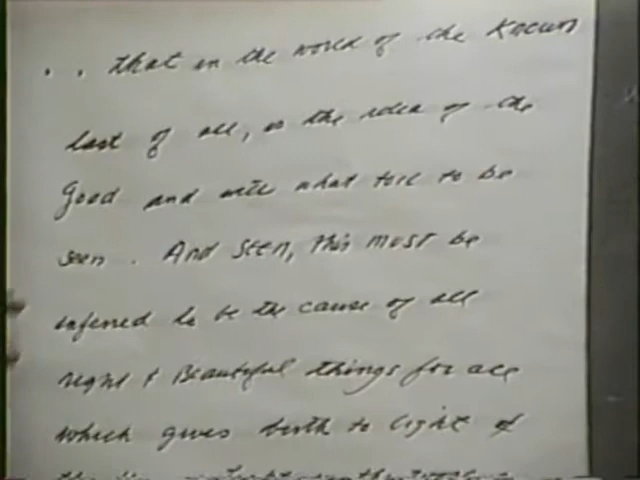 . . that in the world of the Known
last of all, is the idea of the
Good and with what toil to be
seen. And seen, this must be
inferred to be the cause of all
right & Beautiful things for all
which gives birth to light &
the